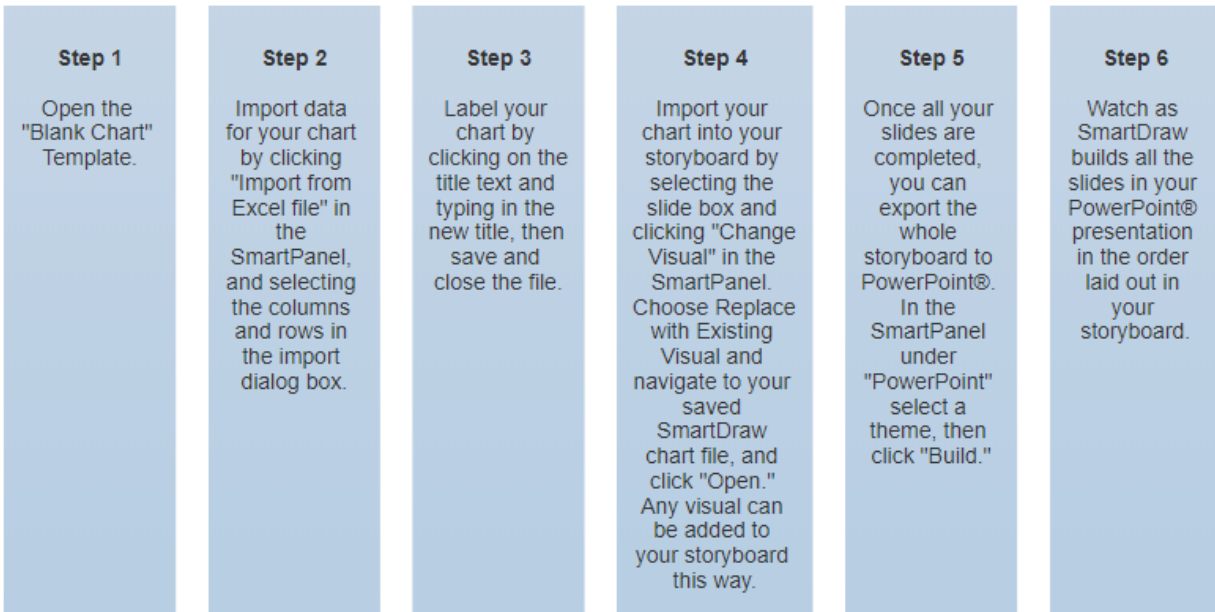 Step 1
Open the
"Blank Chart"
Template.
Step 2
Import data
for your chart
by clicking
"Import from
Excel file" in
the
SmartPanel,
and selecting
the columns
and rows in
the import
dialog box.
Step 3
Label your
chart by
clicking on the
title text and
typing in the
new title, then
save and
close the file.
Step 4
Import your
chart into your
storyboard by
selecting the
slide box and
clicking "Change
Visual" in the
SmartPanel.
Choose Replace
with Existing
Visual and
navigate to your
saved
SmartDraw
chart file, and
click "Open."
Any visual can
be added to
your storyboard
this way.
Step 5
Once all your
slides are
completed,
you can
export the
whole
storyboard to
PowerPoint®.
In the
SmartPanel
under
"PowerPoint"
select a
theme, then
click "Build."
Step 6
Watch as
SmartDraw
builds all the
slides in your
PowerPoint®
presentation
in the order
laid out in
your
storyboard.